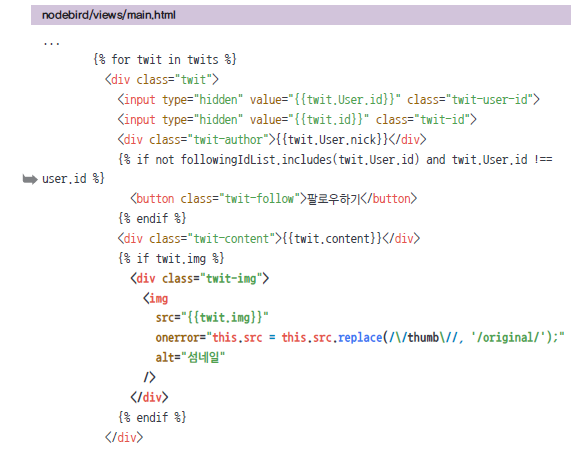 nodebird/views/main.html
...
{% for twit in twits %}
<div class="twit">
<input type="hidden" value="{{twit.User.id}}" class="twit-user-id">
<input type="hidden" value="{{twit.id}}" class="twit-id">
<div class="twit-author">{{twit.User.nick}}</div>
{% if not followingIdList.includes(twit.User.id) and twit.User.id !==
user.id %}
<button class="twit-follow">팔로우하기</button>
{% endif %}
<div class="twit-content">{{twit.content}}</div>
{% if twit.img %}
<div class="twit-img">
<img
src="{{twit.img}}"
onerror="this.src = this.src.replace(/\/thumb\//, '/original/');"
alt="섬네일"
/>
</div>
{% endif %}
</div>